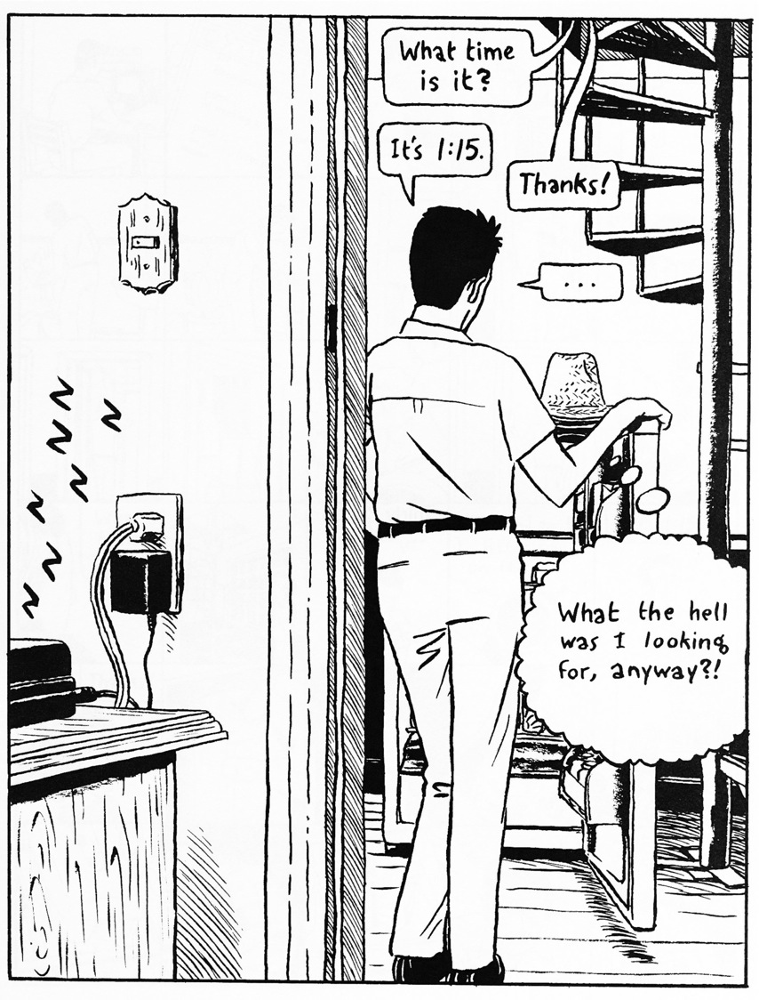 What time
is it?
It's 1:15.
Thanks!
...
What the hell
was I looking
for, anyway?!